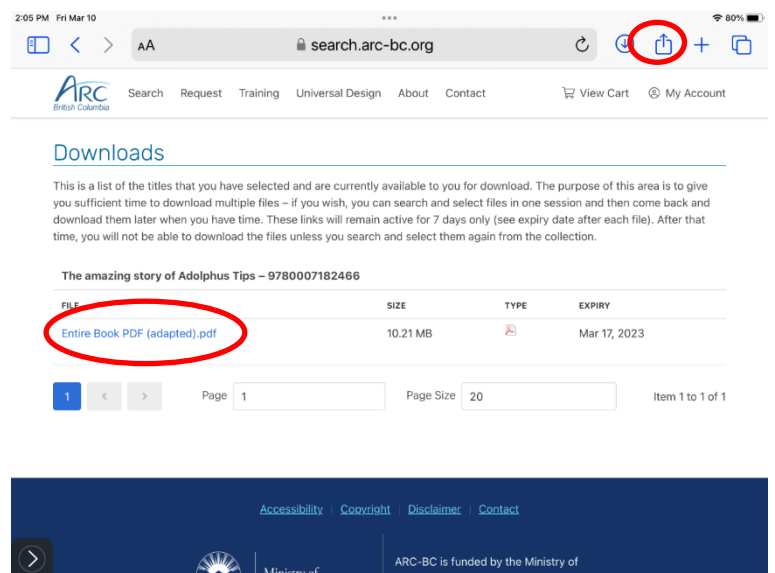 2:05 PM Fri Mar 10
80%
AA
search.arc-bc.org
ARC
British Columbia
Search Request Training Universal Design About Contact View Cart My Account
Downloads
This is a list of the titles that you have selected and are currently available to you for download. The purpose of this area is to give
you sufficient time to download multiple files – if you wish, you can search and select files in one session and then come back and
download them later when you have time. These links will remain active for 7 days only (see expiry date after each file). After that
time, you will not be able to download the files unless you search and select them again from the collection.
The amazing story of Adolphus Tips – 9780007182466
FILE SIZE TYPE EXPIRY
Entire Book PDF (adapted).pdf 10.21 MB Mar 17, 2023
1 < > Page 1 Page Size 20 Item 1 to 1 of 1
Accessibility | Copyright | Disclaimer | Contact
Ministry of
ARC-BC is funded by the Ministry of